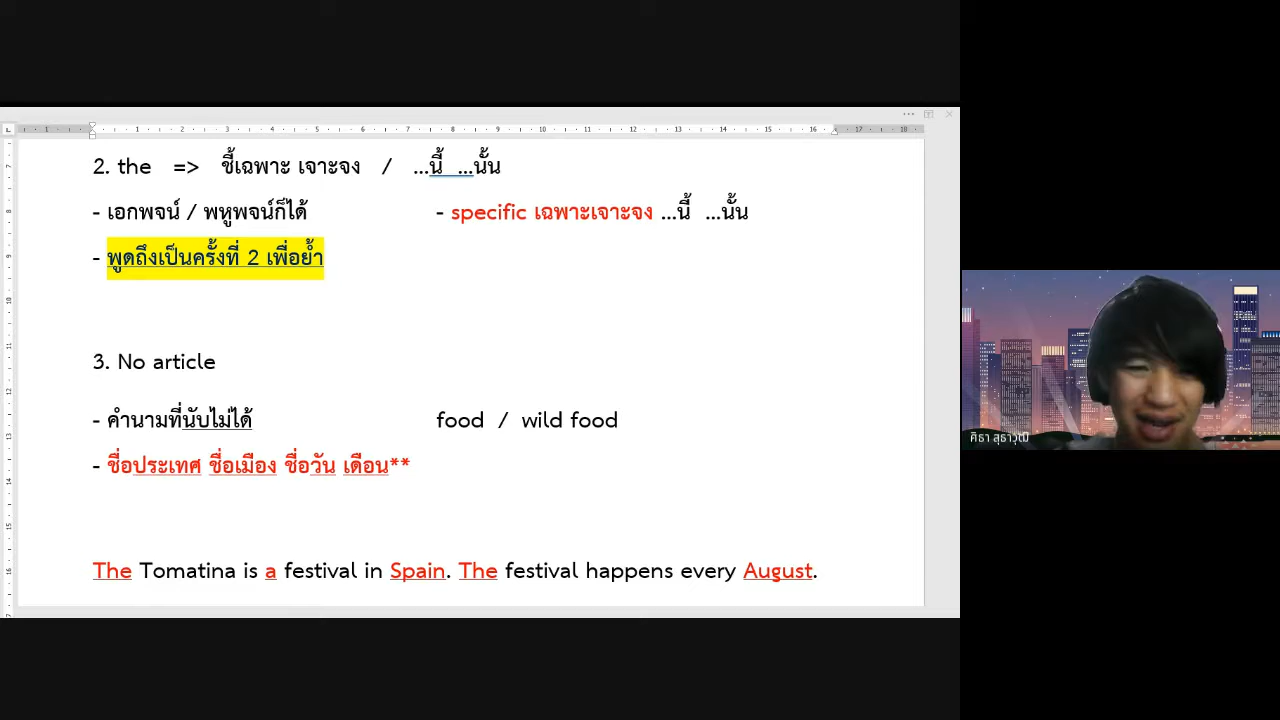 2. the => ชี้เฉพาะ เจาะจง / ...นี้ ...นั้น
- เอกพจน์ / พหูพจน์ก็ได้ - specific เฉพาะเจาะจง ...นี้ ...นั้น
- พูดถึงเป็นครั้งที่ 2 เพื่อย้ำ
3. No article
- คำนามที่นับไม่ได้ food / wild food
- ชื่อประเทศ ชื่อเมือง ชื่อวัน เดือน**
The Tomatina is a festival in Spain. The festival happens every August.
ศิธา สุธาวุฒิ